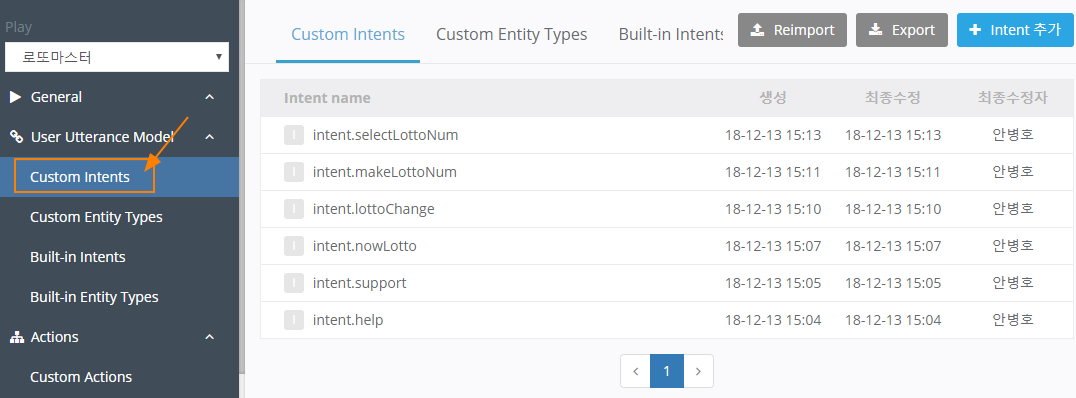 Play
로또마스터
General
User Utterance Model
Custom Intents
Custom Entity Types
Built-in Intents
Built-in Entity Types
Actions
Custom Actions
Custom Intents Custom Entity Types Built-in Intents Reimport Export Intent 추가
Intent name 생성 최종수정 최종수정자
I intent.selectLottoNum 18-12-13 15:13 18-12-13 15:13 안병호
I intent.makeLottoNum 18-12-13 15:11 18-12-13 15:11 안병호
I intent.lottoChange 18-12-13 15:10 18-12-13 15:10 안병호
I intent.nowLotto 18-12-13 15:07 18-12-13 15:07 안병호
I intent.support 18-12-13 15:05 18-12-13 15:05 안병호
I intent.help 18-12-13 15:04 18-12-13 15:04 안병호
1